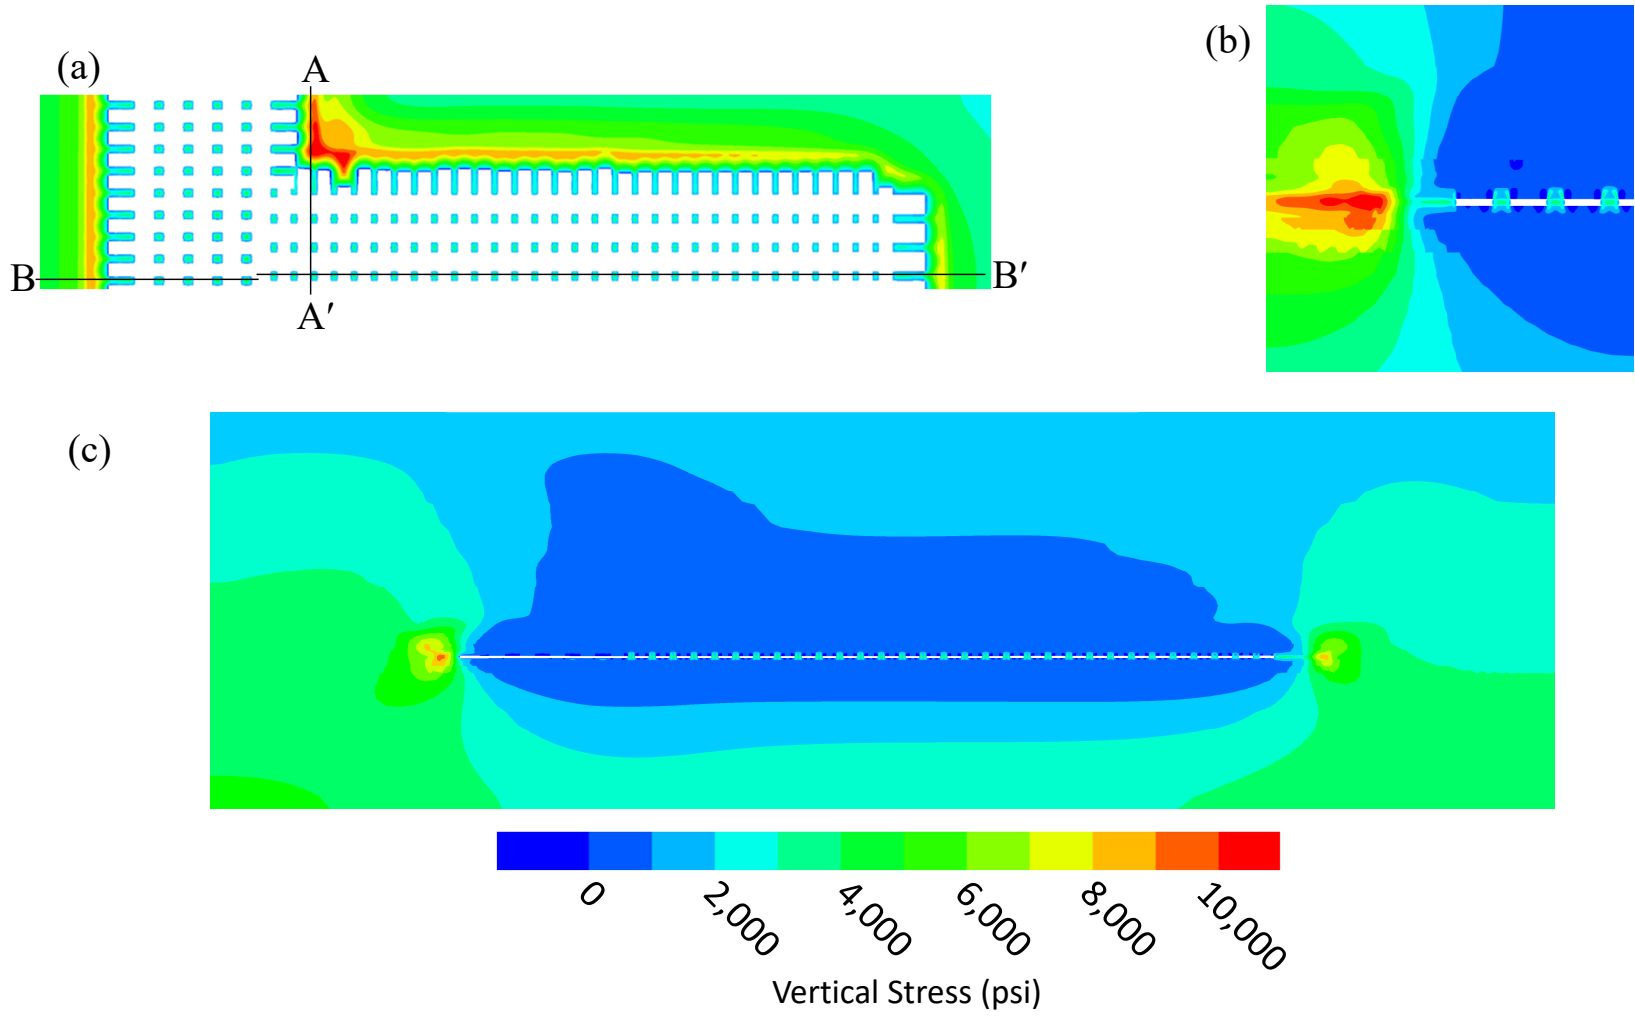 (a)
A
(b)
B
B′
A′
(c)
0
2,000
4,000
6,000
8,000
10,000
Vertical Stress (psi)